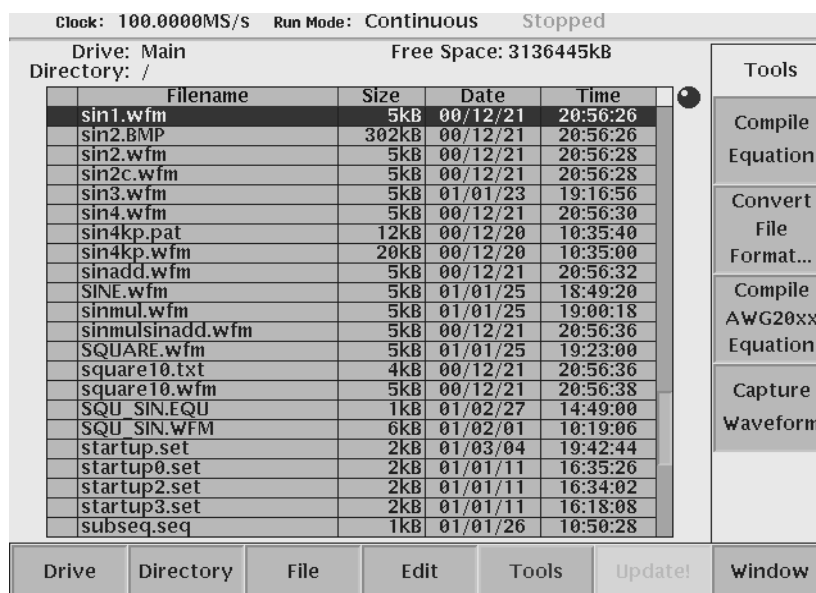 Clock: 100.0000MS/s Run Mode: Continuous Stopped
Drive: Main Free Space: 3136445kB
Directory: /
Filename Size Date Time
sin1.wfm 5kB 00/12/21 20:56:26
sin2.BMP 302kB 00/12/21 20:56:26
sin2.wfm 5kB 00/12/21 20:56:28
sin2c.wfm 5kB 00/12/21 20:56:28
sin3.wfm 5kB 01/01/23 19:16:56
sin4.wfm 5kB 00/12/21 20:56:30
sin4kp.pat 12kB 00/12/20 10:35:40
sin4kp.wfm 20kB 00/12/20 10:35:00
sinadd.wfm 5kB 00/12/21 20:56:32
SINE.wfm 5kB 01/01/25 18:49:20
sinmul.wfm 5kB 01/01/25 19:00:18
sinmulsinadd.wfm 5kB 00/12/21 20:56:36
SQUARE.wfm 5kB 01/01/25 19:23:00
square10.txt 4kB 00/12/21 20:56:36
square10.wfm 5kB 00/12/21 20:56:38
SQU_SIN.EQU 1kB 01/02/27 14:49:00
SQU_SIN.WFM 6kB 01/02/01 10:19:06
startup.set 2kB 01/03/04 19:42:44
startup0.set 2kB 01/01/11 16:35:26
startup2.set 2kB 01/01/11 16:34:02
startup3.set 2kB 01/01/11 16:18:08
subseq.seq 1kB 01/01/26 10:50:28
Tools
Compile
Equation
Convert
File
Format...
Compile
AWG20xx
Equation
Capture
Waveform
Drive Directory File Edit Tools Update! Window